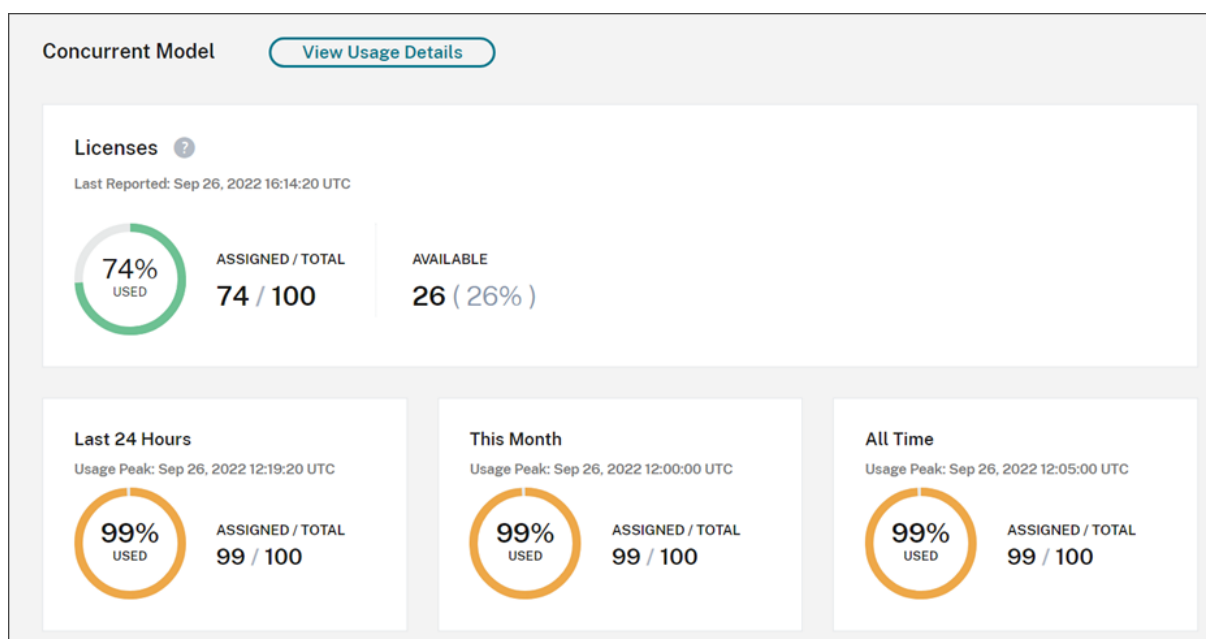 Concurrent Model
View Usage Details
Licenses ?
Last Reported: Sep 26, 2022 16:14:20 UTC
74%
USED
ASSIGNED / TOTAL
74 / 100
AVAILABLE
26 ( 26% )
Last 24 Hours
Usage Peak: Sep 26, 2022 12:19:20 UTC
99%
USED
ASSIGNED / TOTAL
99 / 100
This Month
Usage Peak: Sep 26, 2022 12:00:00 UTC
99%
USED
ASSIGNED / TOTAL
99 / 100
All Time
Usage Peak: Sep 26, 2022 12:05:00 UTC
99%
USED
ASSIGNED / TOTAL
99 / 100